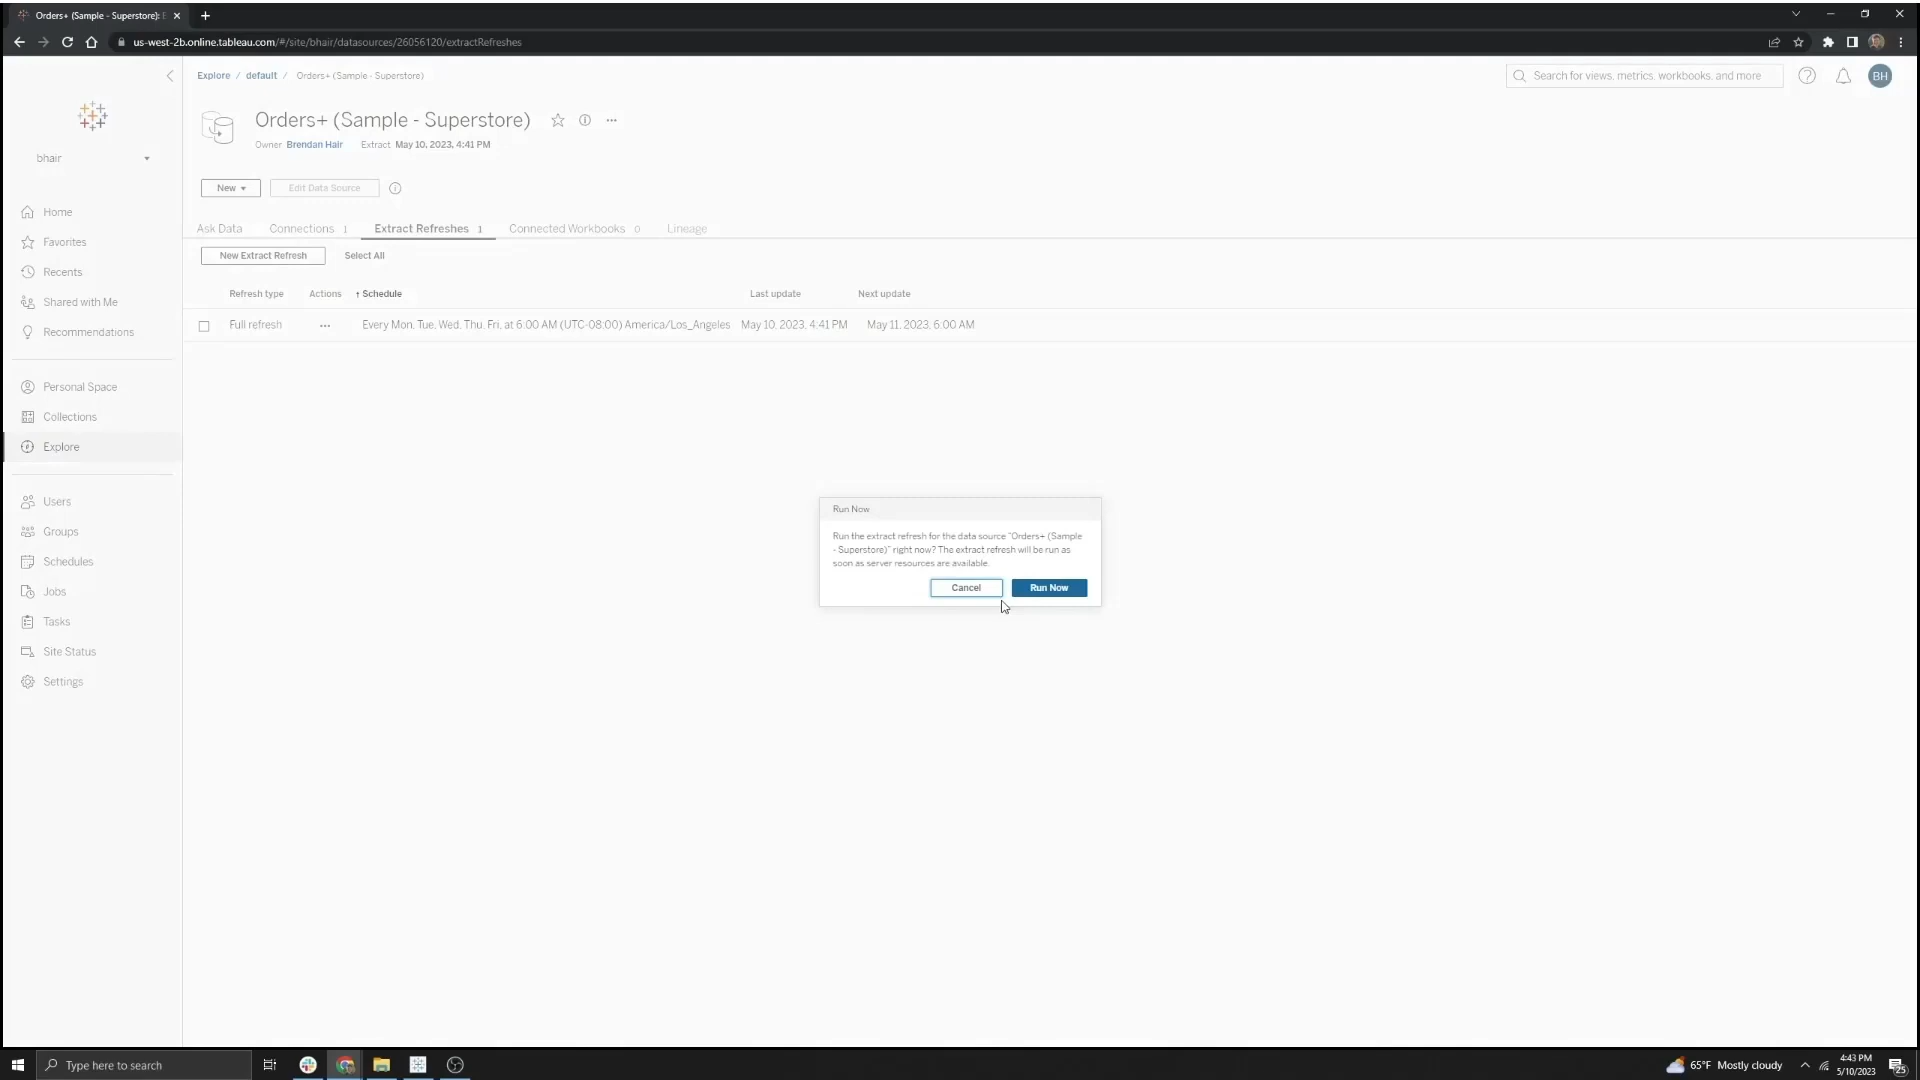 Orders+ (Sample - Superstore): E
us-west-2b.online.tableau.com/#/site/bhair/datasources/26056120/extractRefreshes
Explore / default / Orders+ (Sample - Superstore)
Search for views, metrics, workbooks, and more
BH
bhair
Orders+ (Sample - Superstore)
Owner Brendan Hair Extract May 10, 2023, 4:41 PM
New
Edit Data Source
Ask Data
Connections 1
Extract Refreshes 1
Connected Workbooks 0
Lineage
New Extract Refresh
Select All
Refresh type Actions ↑ Schedule Last update Next update
Full refresh ··· Every Mon, Tue, Wed, Thu, Fri, at 6:00 AM (UTC-08:00) America/Los_Angeles May 10, 2023, 4:41 PM May 11, 2023, 6:00 AM
Home
Favorites
Recents
Shared with Me
Recommendations
Personal Space
Collections
Explore
Users
Groups
Schedules
Jobs
Tasks
Site Status
Settings
Run Now
Run the extract refresh for the data source "Orders+ (Sample
- Superstore)" right now? The extract refresh will be run as
soon as server resources are available.
Cancel
Run Now
Type here to search
65°F Mostly cloudy
4:43 PM
5/10/2023
25